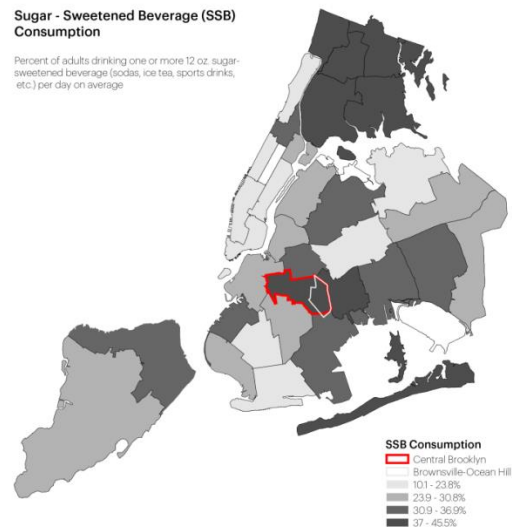 Sugar - Sweetened Beverage (SSB)
Consumption
Percent of adults drinking one or more 12 oz. sugar-
sweetened beverage (sodas, ice tea, sports drinks,
etc.) per day on average
SSB Consumption
Central Brooklyn
Brownsville-Ocean Hill
10.1 - 23.8%
23.9 - 30.8%
30.9 - 36.9%
37 - 45.5%